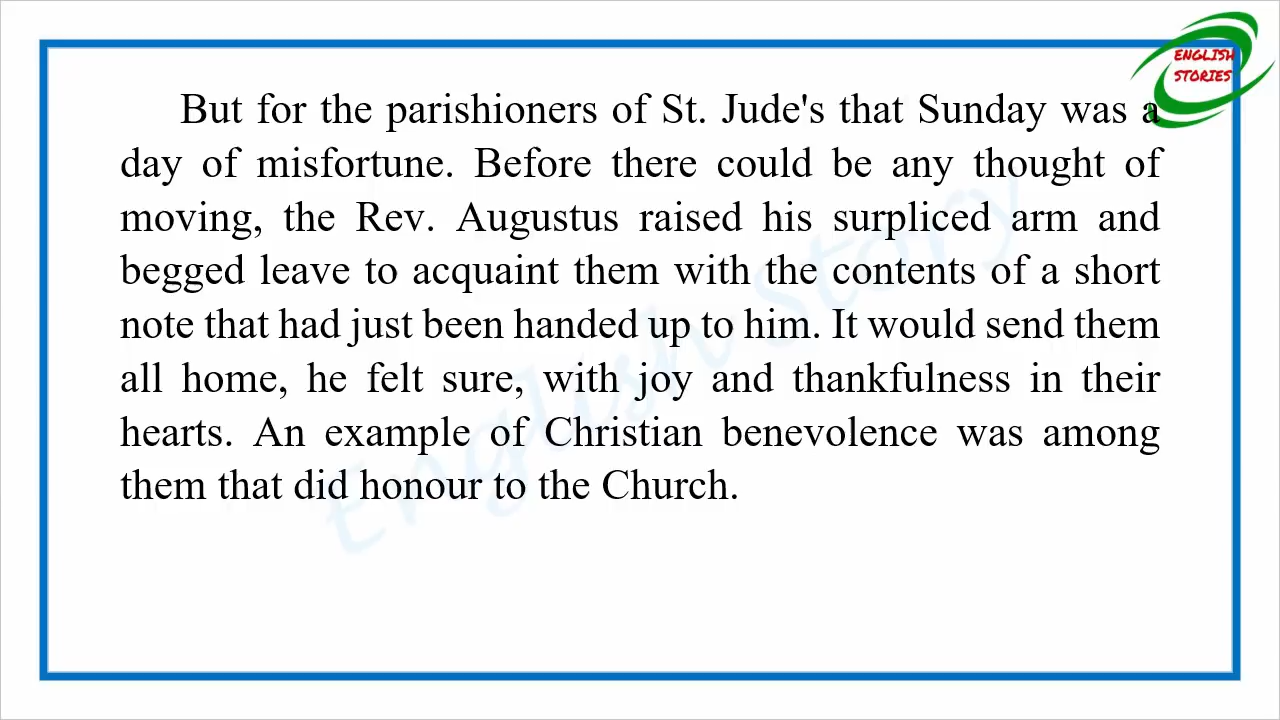 ENGLISH
STORIES
But for the parishioners of St. Jude's that Sunday was a
day of misfortune. Before there could be any thought of
moving, the Rev. Augustus raised his surpliced arm and
begged leave to acquaint them with the contents of a short
note that had just been handed up to him. It would send them
all home, he felt sure, with joy and thankfulness in their
hearts. An example of Christian benevolence was among
them that did honour to the Church.
English Story